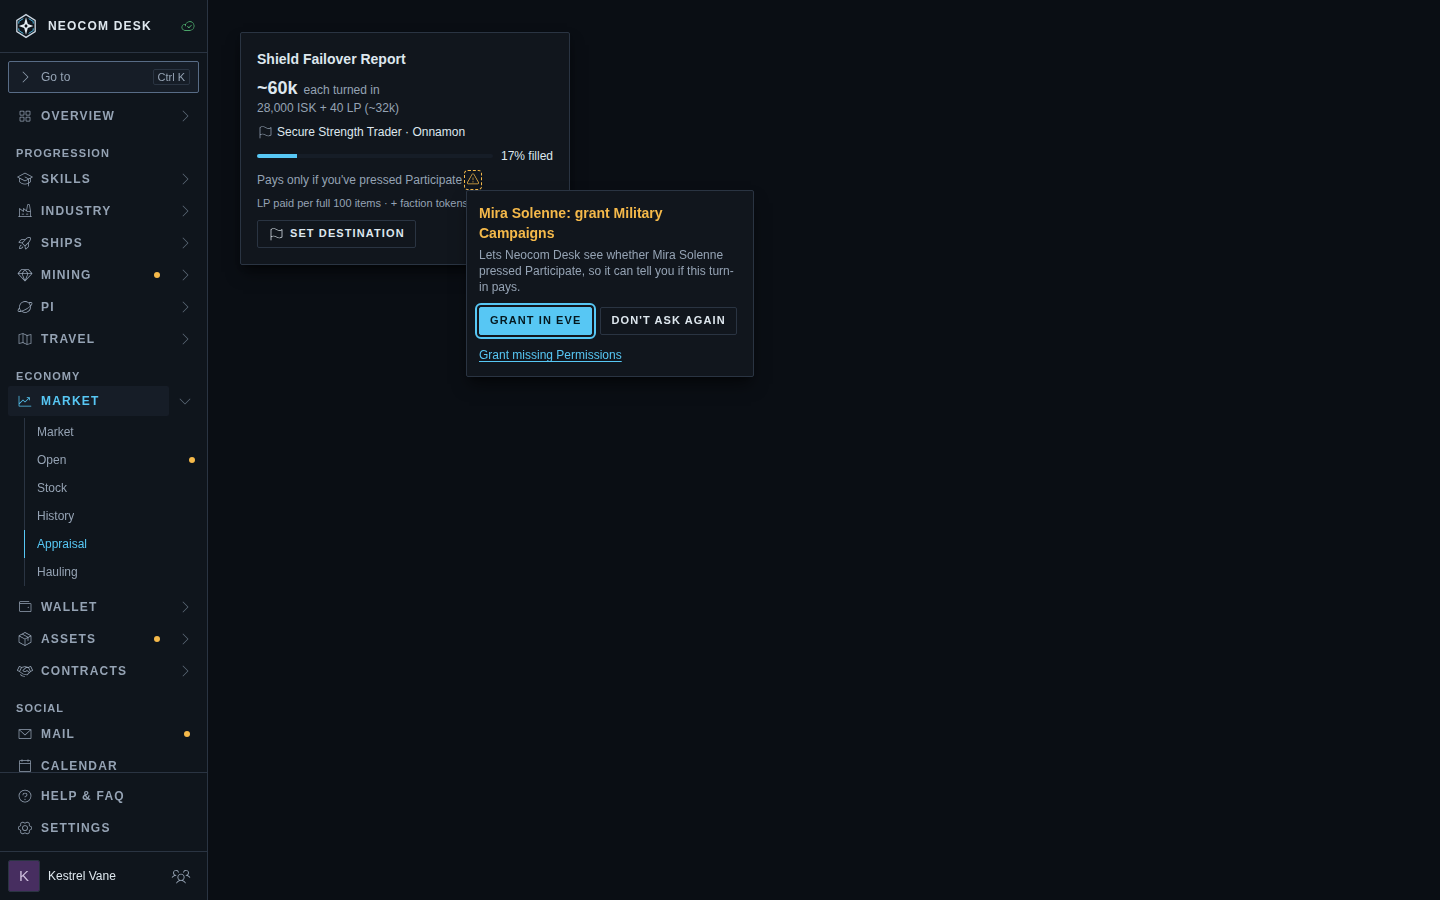 NEOCOM DESK
Go to
Ctrl K
OVERVIEW
PROGRESSION
SKILLS
INDUSTRY
SHIPS
MINING
PI
TRAVEL
ECONOMY
MARKET
Market
Open
Stock
History
Appraisal
Hauling
WALLET
ASSETS
CONTRACTS
SOCIAL
MAIL
CALENDAR
HELP & FAQ
SETTINGS
K
Kestrel Vane
Shield Failover Report
~60k each turned in
28,000 ISK + 40 LP (~32k)
Secure Strength Trader · Onnamon
17% filled
Pays only if you've pressed Participate
LP paid per full 100 items · + faction tokens
SET DESTINATION
Mira Solenne: grant Military
Campaigns
Lets Neocom Desk see whether Mira Solenne
pressed Participate, so it can tell you if this turn-
in pays.
GRANT IN EVE
DON'T ASK AGAIN
Grant missing Permissions